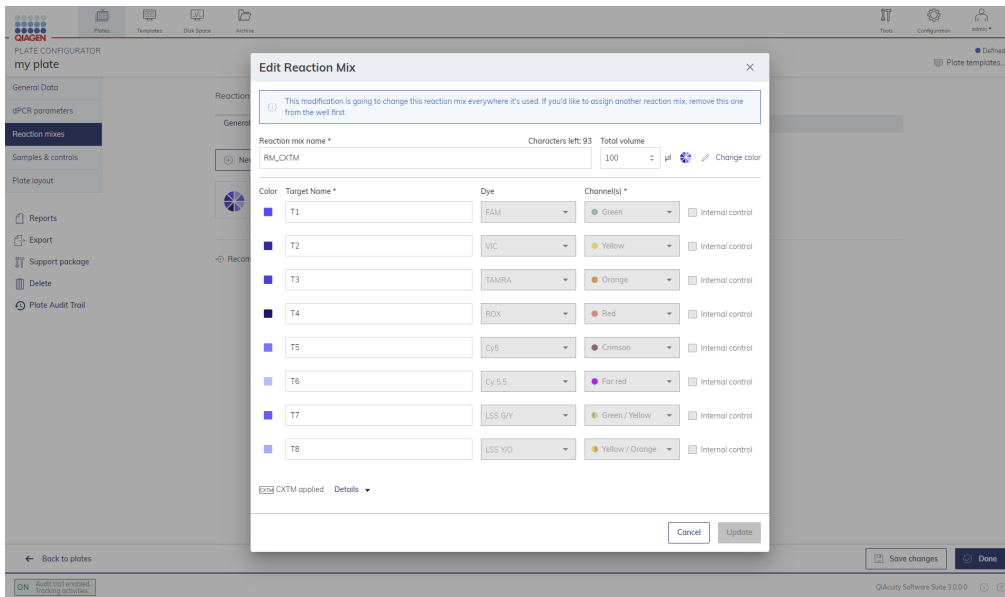 QIAGEN
Plates
Templates
Disk Space
Archive
Tools
Configuration
admin
PLATE CONFIGURATOR
my plate
Defined
Plate templates...
General Data
dPCR parameters
Reaction mixes
Samples & controls
Plate layout
Reports
Export
Support package
Delete
Plate Audit Trail
Reaction
General
New
Recom
Edit Reaction Mix
This modification is going to change this reaction mix everywhere it's used. If you'd like to assign another reaction mix, remove this one
from the well first.
Reaction mix name * Characters left: 93 Total volume
RM_CXTM 100 µl Change color
Color Target Name * Dye Channel(s) *
T1 FAM Green Internal control
T2 VIC Yellow Internal control
T3 TAMRA Orange Internal control
T4 ROX Red Internal control
T5 Cy5 Crimson Internal control
T6 Cy 5.5 Far red Internal control
T7 LSS G/Y Green / Yellow Internal control
T8 LSS Y/O Yellow / Orange Internal control
CXTM CXTM applied Details
Cancel Update
Back to plates
Save changes Done
ON Audit trail enabled.
Tracking activities.
QIAcuity Software Suite 3.0.0.0